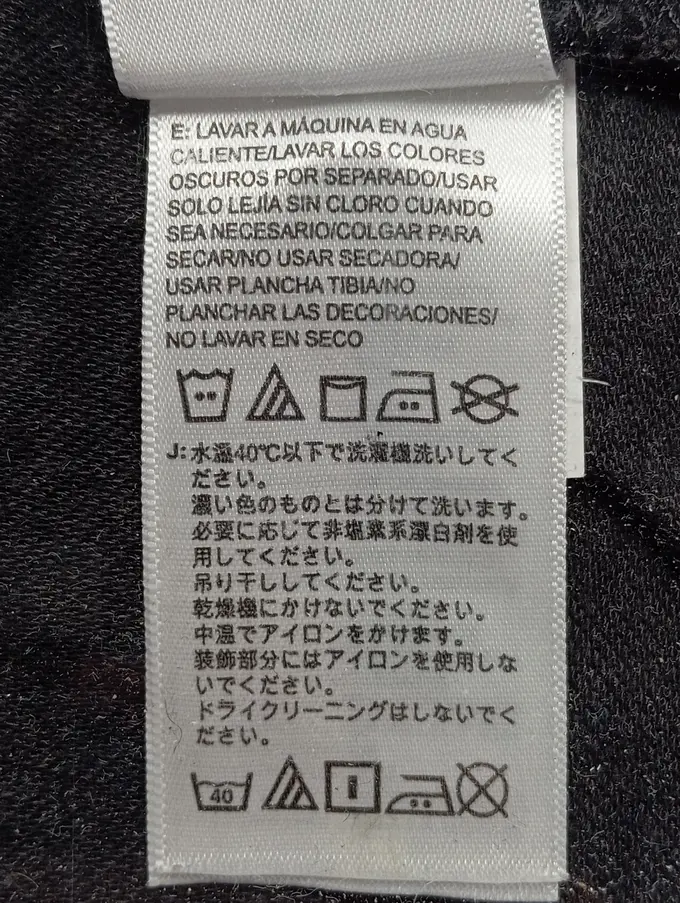 E: LAVAR A MÁQUINA EN AGUA
CALIENTE/LAVAR LOS COLORES
OSCUROS POR SEPARADO/USAR
SOLO LEJÍA SIN CLORO CUANDO
SEA NECESARIO/COLGAR PARA
SECAR/NO USAR SECADORA/
USAR PLANCHA TIBIA/NO
PLANCHAR LAS DECORACIONES/
NO LAVAR EN SECO
J: 水温40℃以下で洗濯機洗いしてく
ださい。
濃い色のものとは分けて洗います。
必要に応じて非塩素系漂白剤を使
用してください。
吊り干ししてください。
乾燥機にかけないでください。
中温でアイロンをかけます。
装飾部分にはアイロンを使用しな
いでください。
ドライクリーニングはしないでく
ださい。
40